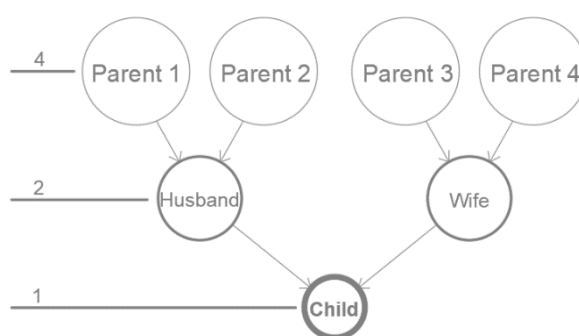 4
Parent 1
Parent 2
Parent 3
Parent 4
2
Husband
Wife
1
Child